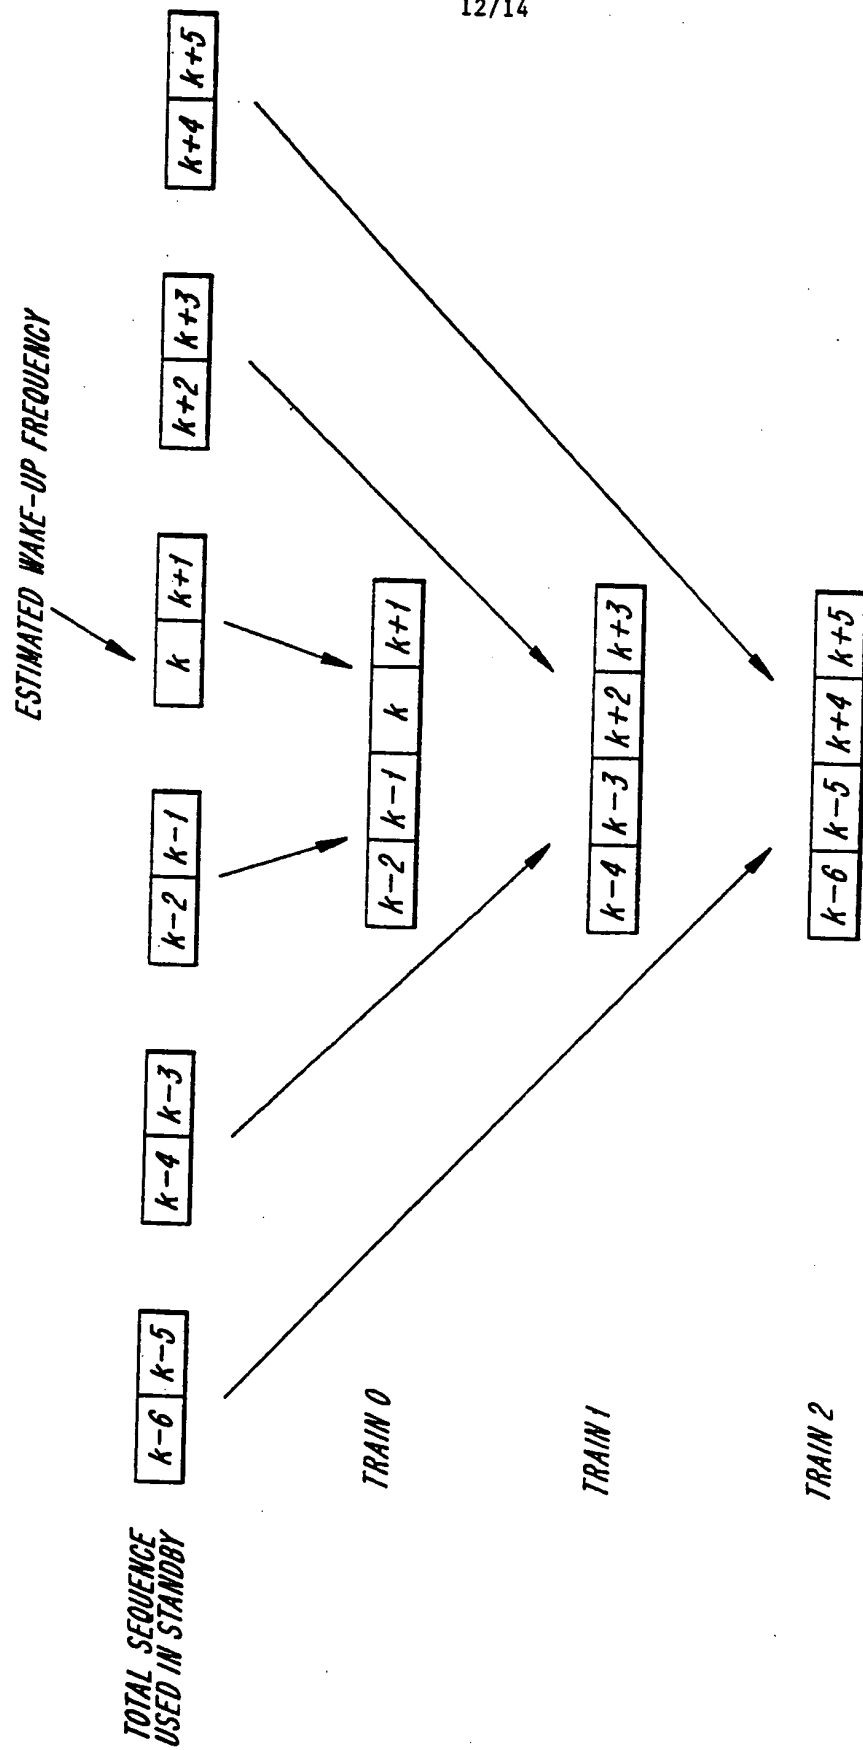 12/14
ESTIMATED WAKE-UP FREQUENCY
TOTAL SEQUENCE
USED IN STANDBY
k-6 k-5
k-4 k-3
k-2 k-1
k k+1
k+2 k+3
k+4 k+5
TRAIN 0
k-2 k-1 k k+1
TRAIN 1
k-4 k-3 k+2 k+3
TRAIN 2
k-6 k-5 k+4 k+5